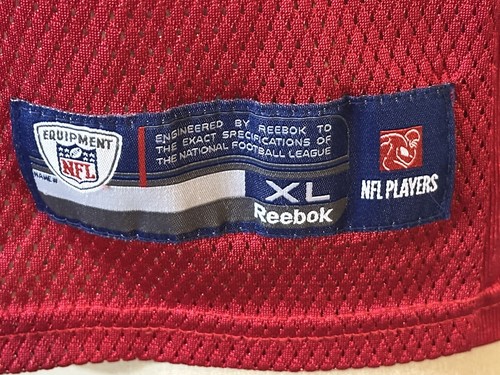 EQUIPMENT
NFL
ENGINEERED BY REEBOK TO
THE EXACT SPECIFICATIONS OF
THE NATIONAL FOOTBALL LEAGUE
XL
Reebok
NFL PLAYERS